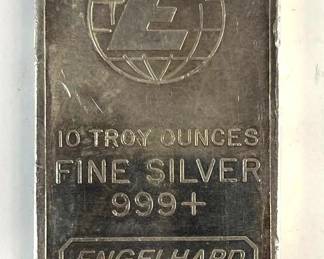 E
10 TROY OUNCES
FINE SILVER
999+
ENGELHARD